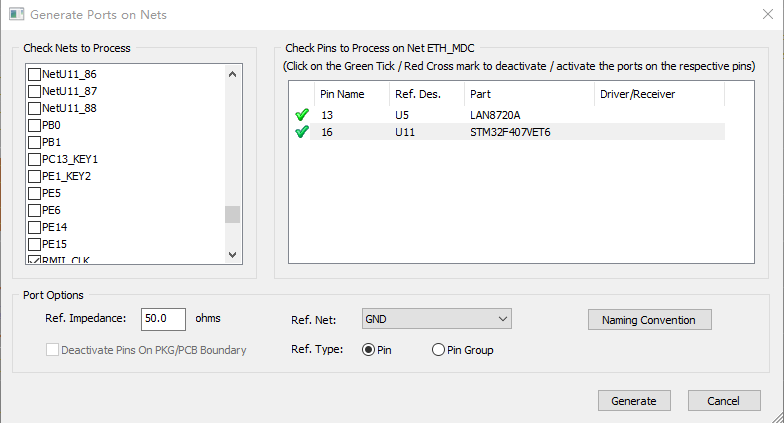 Generate Ports on Nets
Check Nets to Process
NetU11_86
NetU11_87
NetU11_88
PB0
PB1
PC13_KEY1
PE1_KEY2
PE5
PE6
PE14
PE15
RMII_CLK
Check Pins to Process on Net ETH_MDC
(Click on the Green Tick / Red Cross mark to deactivate / activate the ports on the respective pins)
Pin Name Ref. Des. Part Driver/Receiver
13 U5 LAN8720A
16 U11 STM32F407VET6
Port Options
Ref. Impedance: 50.0 ohms
Ref. Net: GND
Naming Convention
Deactivate Pins On PKG/PCB Boundary
Ref. Type: Pin Pin Group
Generate Cancel